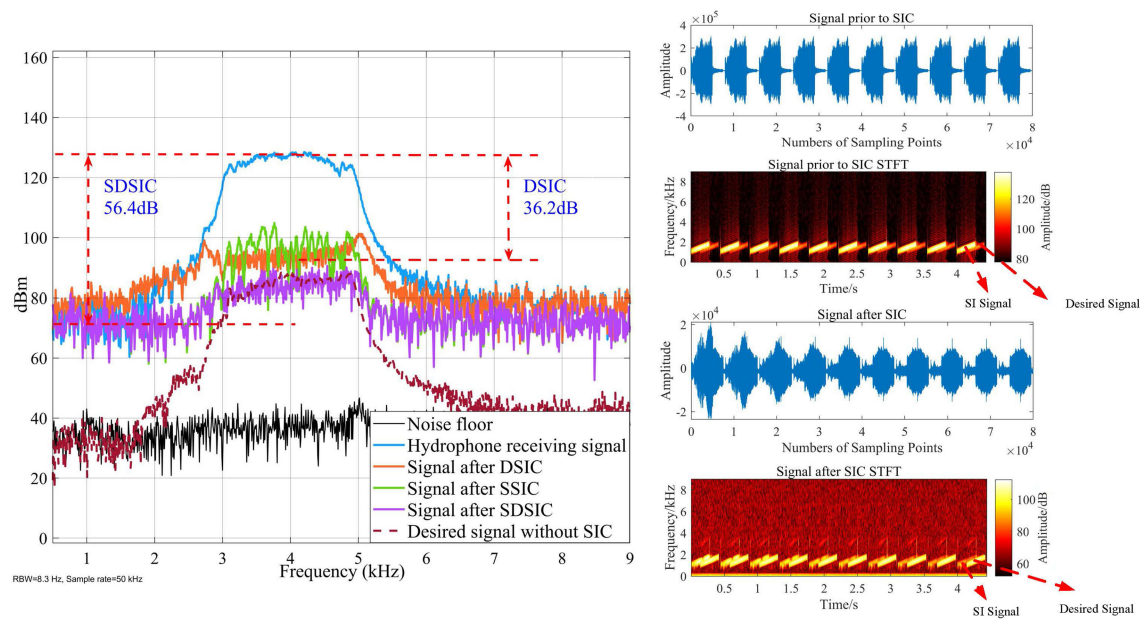 160
140
120
100
80
60
40
20
0
dBm
SDSIC
56.4dB
DSIC
36.2dB
Noise floor
Hydrophone receiving signal
Signal after DSIC
Signal after SSIC
Signal after SDSIC
Desired signal without SIC
1 2 3 4 5 6 7 8 9
Frequency (kHz)
RBW=8.3 Hz, Sample rate=50 kHz
Signal prior to SIC
×10⁵
4
2
0
-2
-4
Amplitude
0 1 2 3 4 5 6 7 8
Numbers of Sampling Points
×10⁴
Signal prior to SIC STFT
8
6
4
2
0
Frequency/kHz
0.5 1 1.5 2 2.5 3 3.5 4
Time/s
120
100
80
Amplitude/dB
SI Signal
Desired Signal
Signal after SIC
×10⁴
2
0
-2
Amplitude
0 1 2 3 4 5 6 7 8
Numbers of Sampling Points
×10⁴
Signal after SIC STFT
8
6
4
2
0
Frequency/kHz
0.5 1 1.5 2 2.5 3 3.5 4
Time/s
100
80
60
Amplitude/dB
SI Signal
Desired Signal